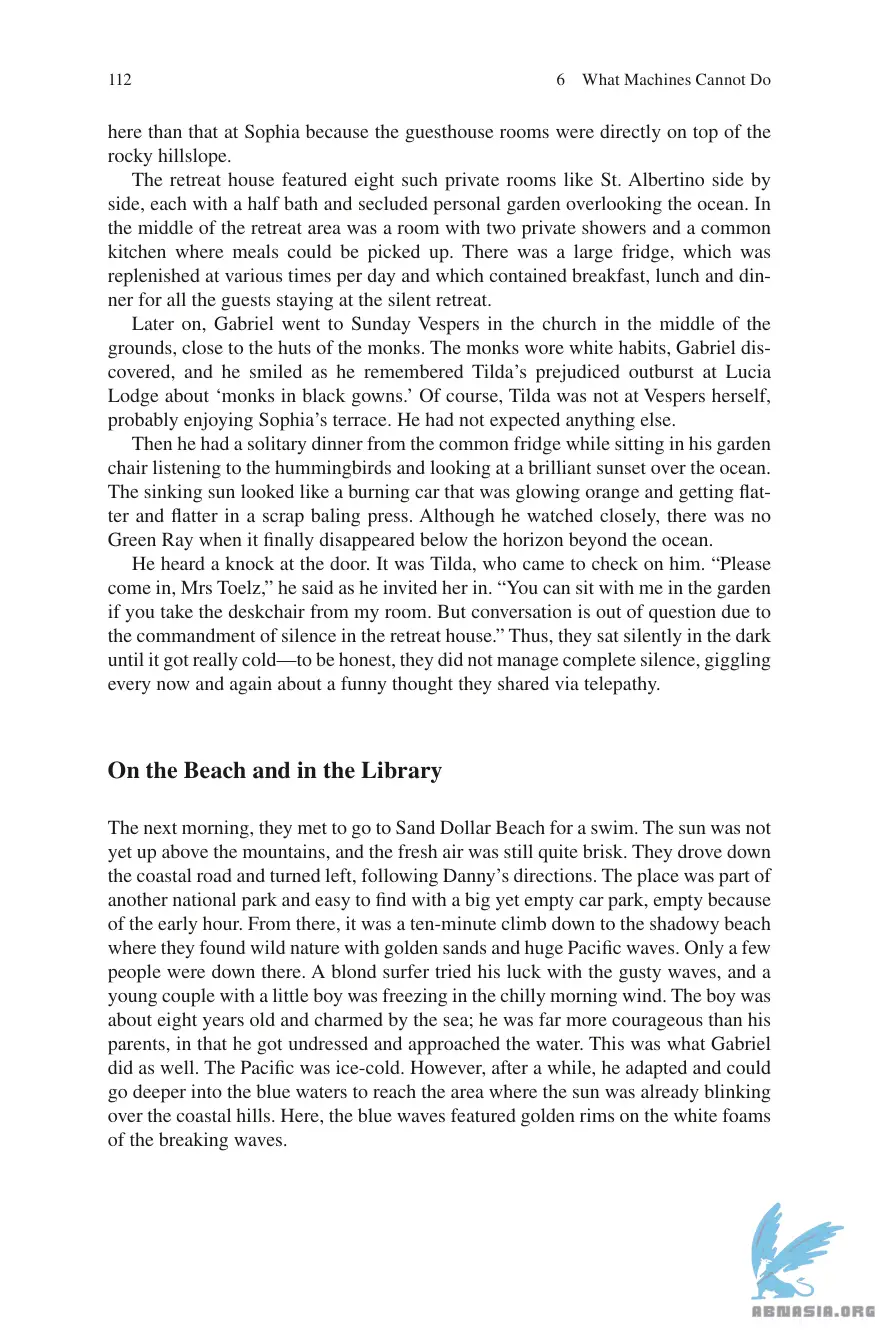 112
6 What Machines Cannot Do
here than that at Sophia because the guesthouse rooms were directly on top of the
rocky hillslope.
The retreat house featured eight such private rooms like St. Albertino side by
side, each with a half bath and secluded personal garden overlooking the ocean. In
the middle of the retreat area was a room with two private showers and a common
kitchen where meals could be picked up. There was a large fridge, which was
replenished at various times per day and which contained breakfast, lunch and din-
ner for all the guests staying at the silent retreat.
Later on, Gabriel went to Sunday Vespers in the church in the middle of the
grounds, close to the huts of the monks. The monks wore white habits, Gabriel dis-
covered, and he smiled as he remembered Tilda’s prejudiced outburst at Lucia
Lodge about ‘monks in black gowns.’ Of course, Tilda was not at Vespers herself,
probably enjoying Sophia’s terrace. He had not expected anything else.
Then he had a solitary dinner from the common fridge while sitting in his garden
chair listening to the hummingbirds and looking at a brilliant sunset over the ocean.
The sinking sun looked like a burning car that was glowing orange and getting flat-
ter and flatter in a scrap baling press. Although he watched closely, there was no
Green Ray when it finally disappeared below the horizon beyond the ocean.
He heard a knock at the door. It was Tilda, who came to check on him. “Please
come in, Mrs Toelz,” he said as he invited her in. “You can sit with me in the garden
if you take the deskchair from my room. But conversation is out of question due to
the commandment of silence in the retreat house.” Thus, they sat silently in the dark
until it got really cold—to be honest, they did not manage complete silence, giggling
every now and again about a funny thought they shared via telepathy.
On the Beach and in the Library
The next morning, they met to go to Sand Dollar Beach for a swim. The sun was not
yet up above the mountains, and the fresh air was still quite brisk. They drove down
the coastal road and turned left, following Danny’s directions. The place was part of
another national park and easy to find with a big yet empty car park, empty because
of the early hour. From there, it was a ten-minute climb down to the shadowy beach
where they found wild nature with golden sands and huge Pacific waves. Only a few
people were down there. A blond surfer tried his luck with the gusty waves, and a
young couple with a little boy was freezing in the chilly morning wind. The boy was
about eight years old and charmed by the sea; he was far more courageous than his
parents, in that he got undressed and approached the water. This was what Gabriel
did as well. The Pacific was ice-cold. However, after a while, he adapted and could
go deeper into the blue waters to reach the area where the sun was already blinking
over the coastal hills. Here, the blue waves featured golden rims on the white foams
of the breaking waves.
ABNASIA.ORG